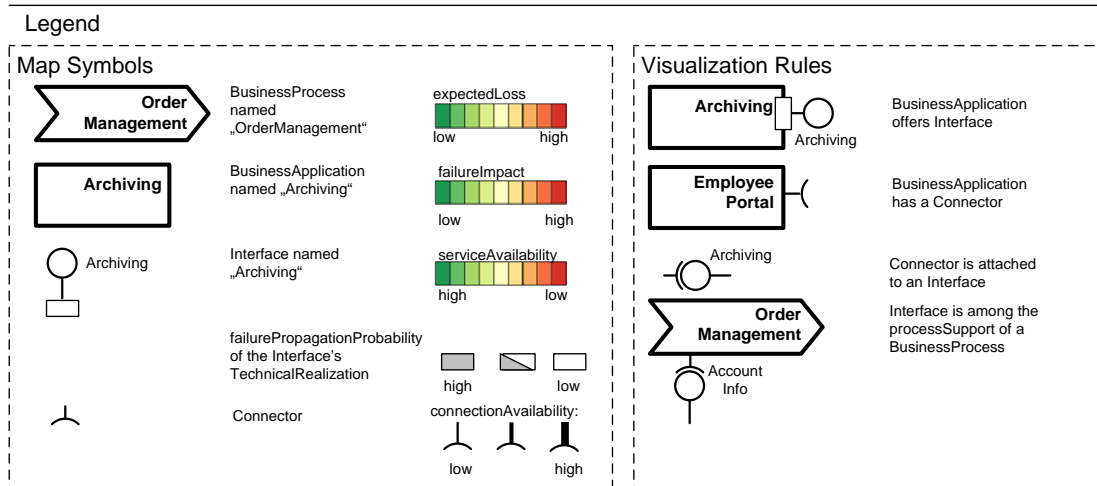 Legend
Map Symbols
Order
Management
BusinessProcess
named
„OrderManagement“
expectedLoss
low high
Archiving
BusinessApplication
named „Archiving“
failureImpact
low high
Archiving
Interface named
„Archiving“
serviceAvailability
high low
failurePropagationProbability
of the Interface's
TechnicalRealization
high low
Connector
connectionAvailability:
low high
Visualization Rules
Archiving
Archiving
BusinessApplication
offers Interface
Employee
Portal
BusinessApplication
has a Connector
Archiving
Connector is attached
to an Interface
Order
Management
Account
Info
Interface is among the
processSupport of a
BusinessProcess